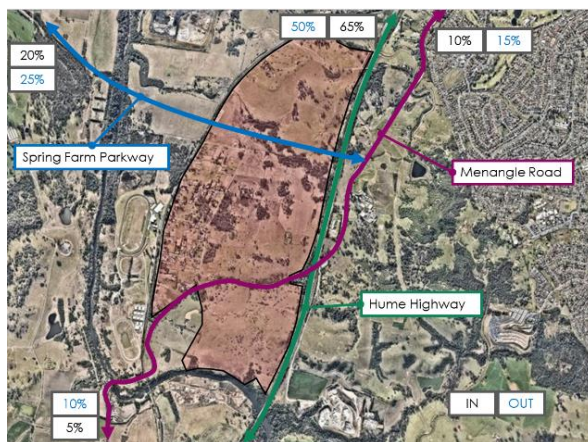 50% 65%
10% 15%
20%
25%
Spring Farm Parkway
Menangle Road
Hume Highway
10%
5%
IN OUT